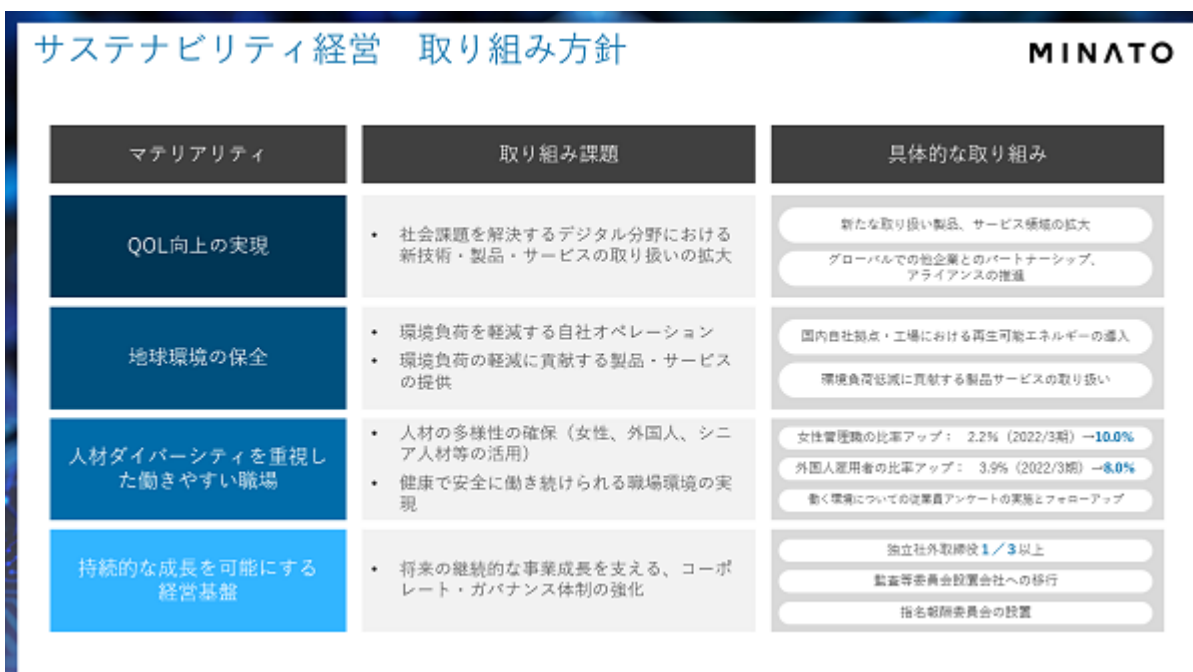 サステナビリティ経営　取り組み方針
MINATO
マテリアリティ
取り組み課題
具体的な取り組み
QOL向上の実現
• 社会課題を解決するデジタル分野における
新技術・製品・サービスの取り扱いの拡大
新たな取り扱い製品、サービス領域の拡大
グローバルでの他企業とのパートナーシップ、
アライアンスの推進
地球環境の保全
• 環境負荷を軽減する自社オペレーション
• 環境負荷の軽減に貢献する製品・サービス
の提供
国内自社拠点・工場における再生可能エネルギーの導入
環境負荷低減に貢献する製品サービスの取り扱い
人材ダイバーシティを重視し
た働きやすい職場
• 人材の多様性の確保（女性、外国人、シニ
ア人材等の活用）
• 健康で安全に働き続けられる職場環境の実
現
女性管理職の比率アップ： 2.2%（2022/3期）→10.0%
外国人雇用者の比率アップ： 3.9%（2022/3期）→8.0%
働く環境についての従業員アンケートの実施とフォローアップ
持続的な成長を可能にする
経営基盤
• 将来の継続的な事業成長を支える、コーポ
レート・ガバナンス体制の強化
独立社外取締役1／3以上
監査等委員会設置会社への移行
指名報酬委員会の設置